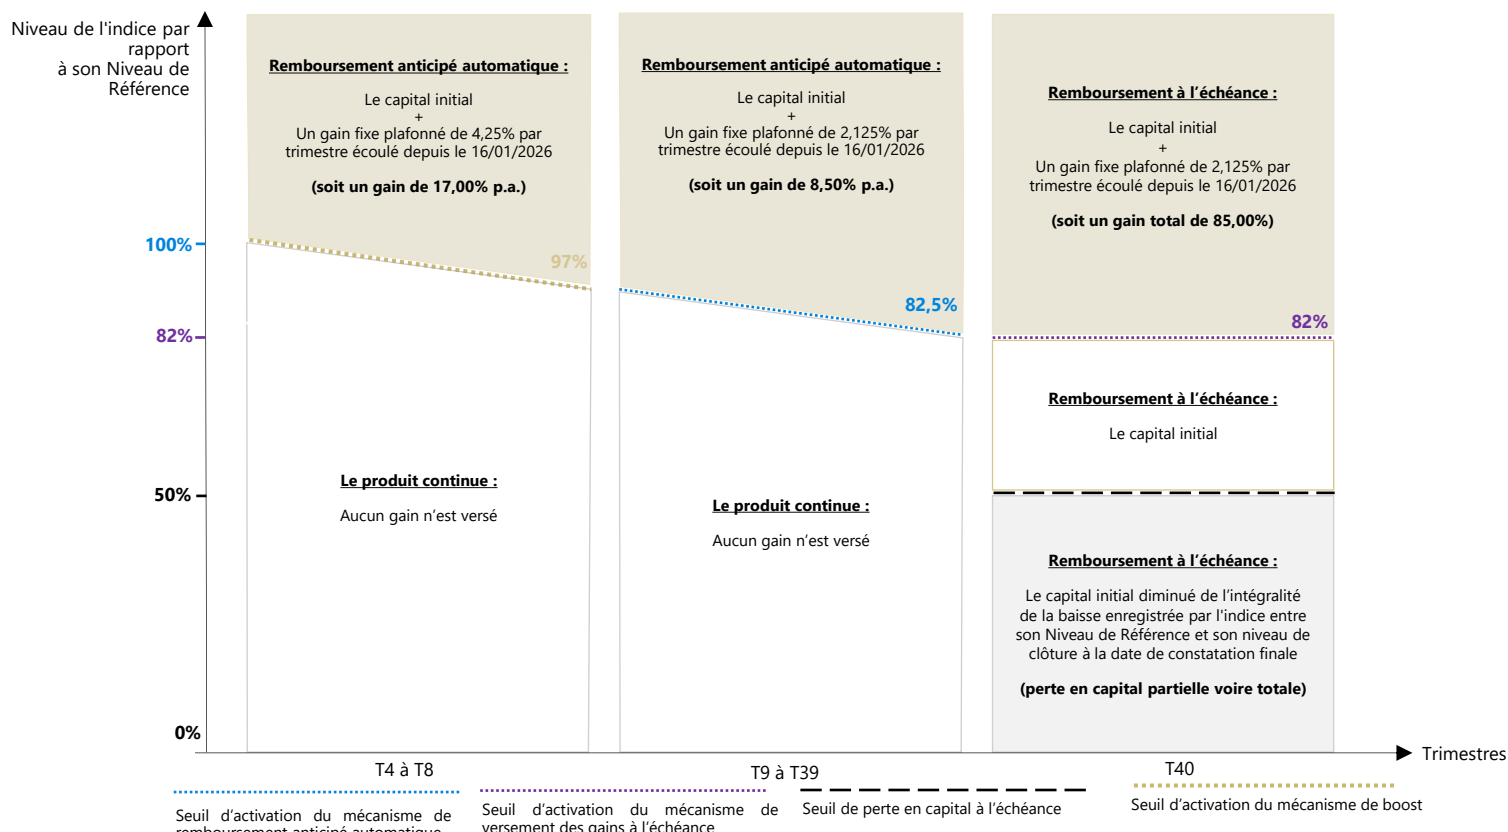 Niveau de l'indice par
rapport
à son Niveau de
Référence
100%
82%
50%
0%
Remboursement anticipé automatique :
Le capital initial
+
Un gain fixe plafonné de 4,25% par
trimestre écoulé depuis le 16/01/2026
(soit un gain de 17,00% p.a.)
97%
Le produit continue :
Aucun gain n’est versé
Remboursement anticipé automatique :
Le capital initial
+
Un gain fixe plafonné de 2,125% par
trimestre écoulé depuis le 16/01/2026
(soit un gain de 8,50% p.a.)
82,5%
Le produit continue :
Aucun gain n’est versé
Remboursement à l’échéance :
Le capital initial
+
Un gain fixe plafonné de 2,125% par
trimestre écoulé depuis le 16/01/2026
(soit un gain total de 85,00%)
82%
Remboursement à l’échéance :
Le capital initial
Remboursement à l’échéance :
Le capital initial diminué de l’intégralité
de la baisse enregistrée par l'indice entre
son Niveau de Référence et son niveau de
clôture à la date de constatation finale
(perte en capital partielle voire totale)
Trimestres
T4 à T8
T9 à T39
T40
Seuil d’activation du mécanisme de
remboursement anticipé automatique
Seuil d’activation du mécanisme de
versement des gains à l’échéance
Seuil de perte en capital à l’échéance
Seuil d’activation du mécanisme de boost